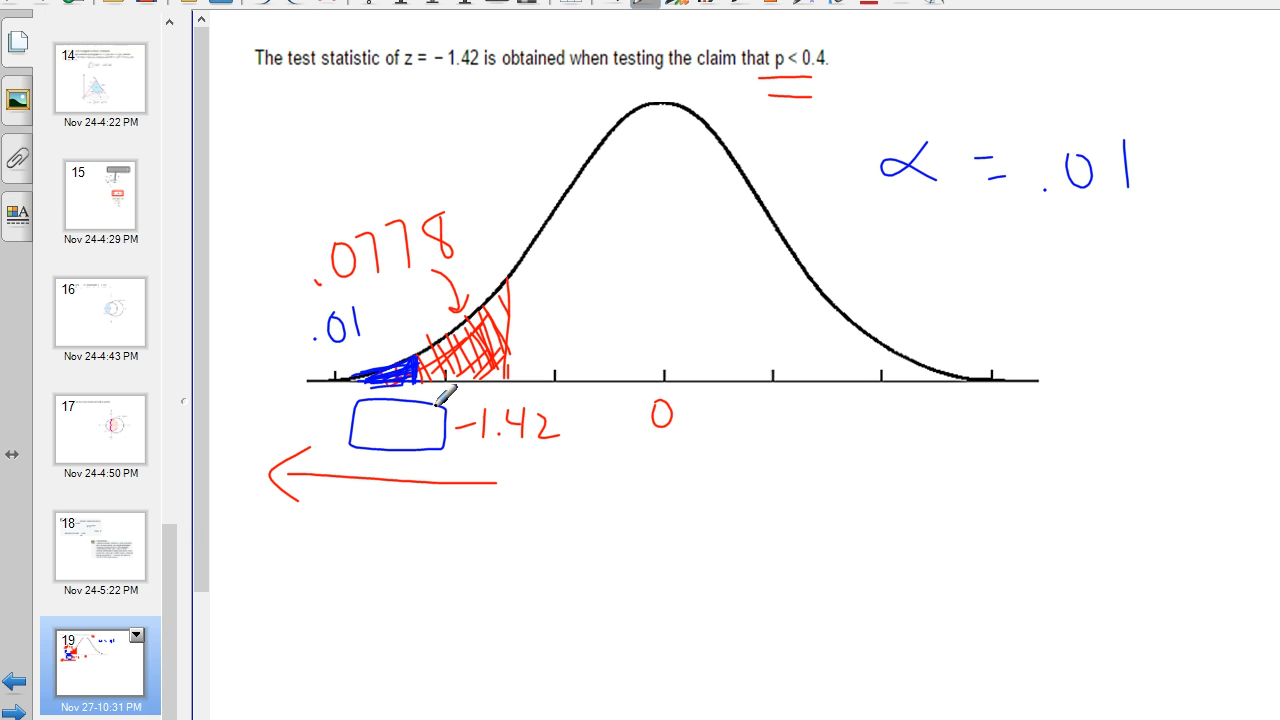 The test statistic of z = − 1.42 is obtained when testing the claim that p < 0.4.
α = .01
.0778
.01
-1.42
0
14
Nov 24-4:22 PM
15
Nov 24-4:29 PM
16
Nov 24-4:43 PM
17
Nov 24-4:50 PM
18
Nov 24-5:22 PM
19
Nov 27-10:31 PM